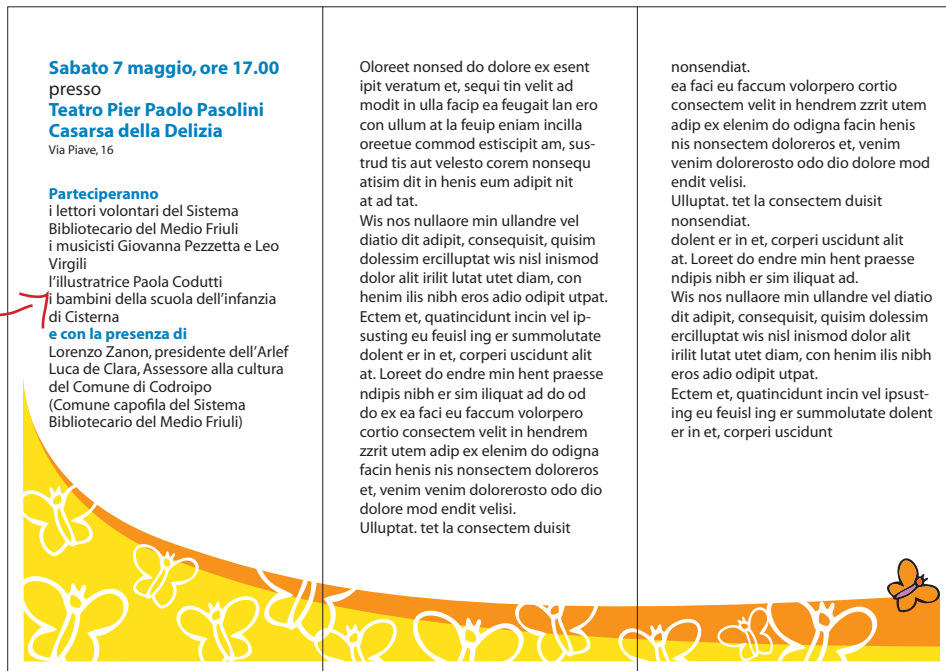 Sabato 7 maggio, ore 17.00
presso
Teatro Pier Paolo Pasolini
Casarsa della Delizia
Via Piave, 16
Parteciperanno
i lettori volontari del Sistema
Bibliotecario del Medio Friuli
i musicisti Giovanna Pezzetta e Leo
Virgili
l'illustratrice Paola Codutti
i bambini della scuola dell'infanzia
di Cisterna
e con la presenza di
Lorenzo Zanon, presidente dell'Arlef
Luca de Clara, Assessore alla cultura
del Comune di Codroipo
(Comune capofila del Sistema
Bibliotecario del Medio Friuli)
Oloreet nonsed do dolore ex esent
ipit veratum et, sequi tin velit ad
modit in ulla facip ea feugait lan ero
con ullum at la feuip eniam incilla
oreetue commod estiscipit am, sus-
trud tis aut velesto corem nonsequ
atisim dit in henis eum adipit nit
at ad tat.
Wis nos nullaore min ullandre vel
diatio dit adipit, consequisit, quisim
dolessim ercilluptat wis nisl inismod
dolor alit irilit lutat utet diam, con
henim ilis nibh eros adio odipit utpat.
Ectem et, quatincidunt incin vel ip-
susting eu feuisl ing er summolutate
dolent er in et, corperi uscidunt alit
at. Loreet do endre min hent praesse
ndipis nibh er sim iliquat ad do od
do ex ea faci eu faccum volorpero
cortio consectem velit in hendrem
zzrit utem adip ex elenim do odigna
facin henis nis nonsectem doloreros
et, venim venim dolorerosto odo dio
dolore mod endit velisi.
Ulluptat. tet la consectem duisit
nonsendiat.
ea faci eu faccum volorpero cortio
consectem velit in hendrem zzrit utem
adip ex elenim do odigna facin henis
nis nonsectem doloreros et, venim
venim dolorerosto odo dio dolore mod
endit velisi.
Ulluptat. tet la consectem duisit
nonsendiat.
dolent er in et, corperi uscidunt alit
at. Loreet do endre min hent praesse
ndipis nibh er sim iliquat ad.
Wis nos nullaore min ullandre vel diatio
dit adipit, consequisit, quisim dolessim
ercilluptat wis nisl inismod dolor alit
irilit lutat utet diam, con henim ilis nibh
eros adio odipit utpat.
Ectem et, quatincidunt incin vel ipsust-
ing eu feuisl ing er summolutate dolent
er in et, corperi uscidunt